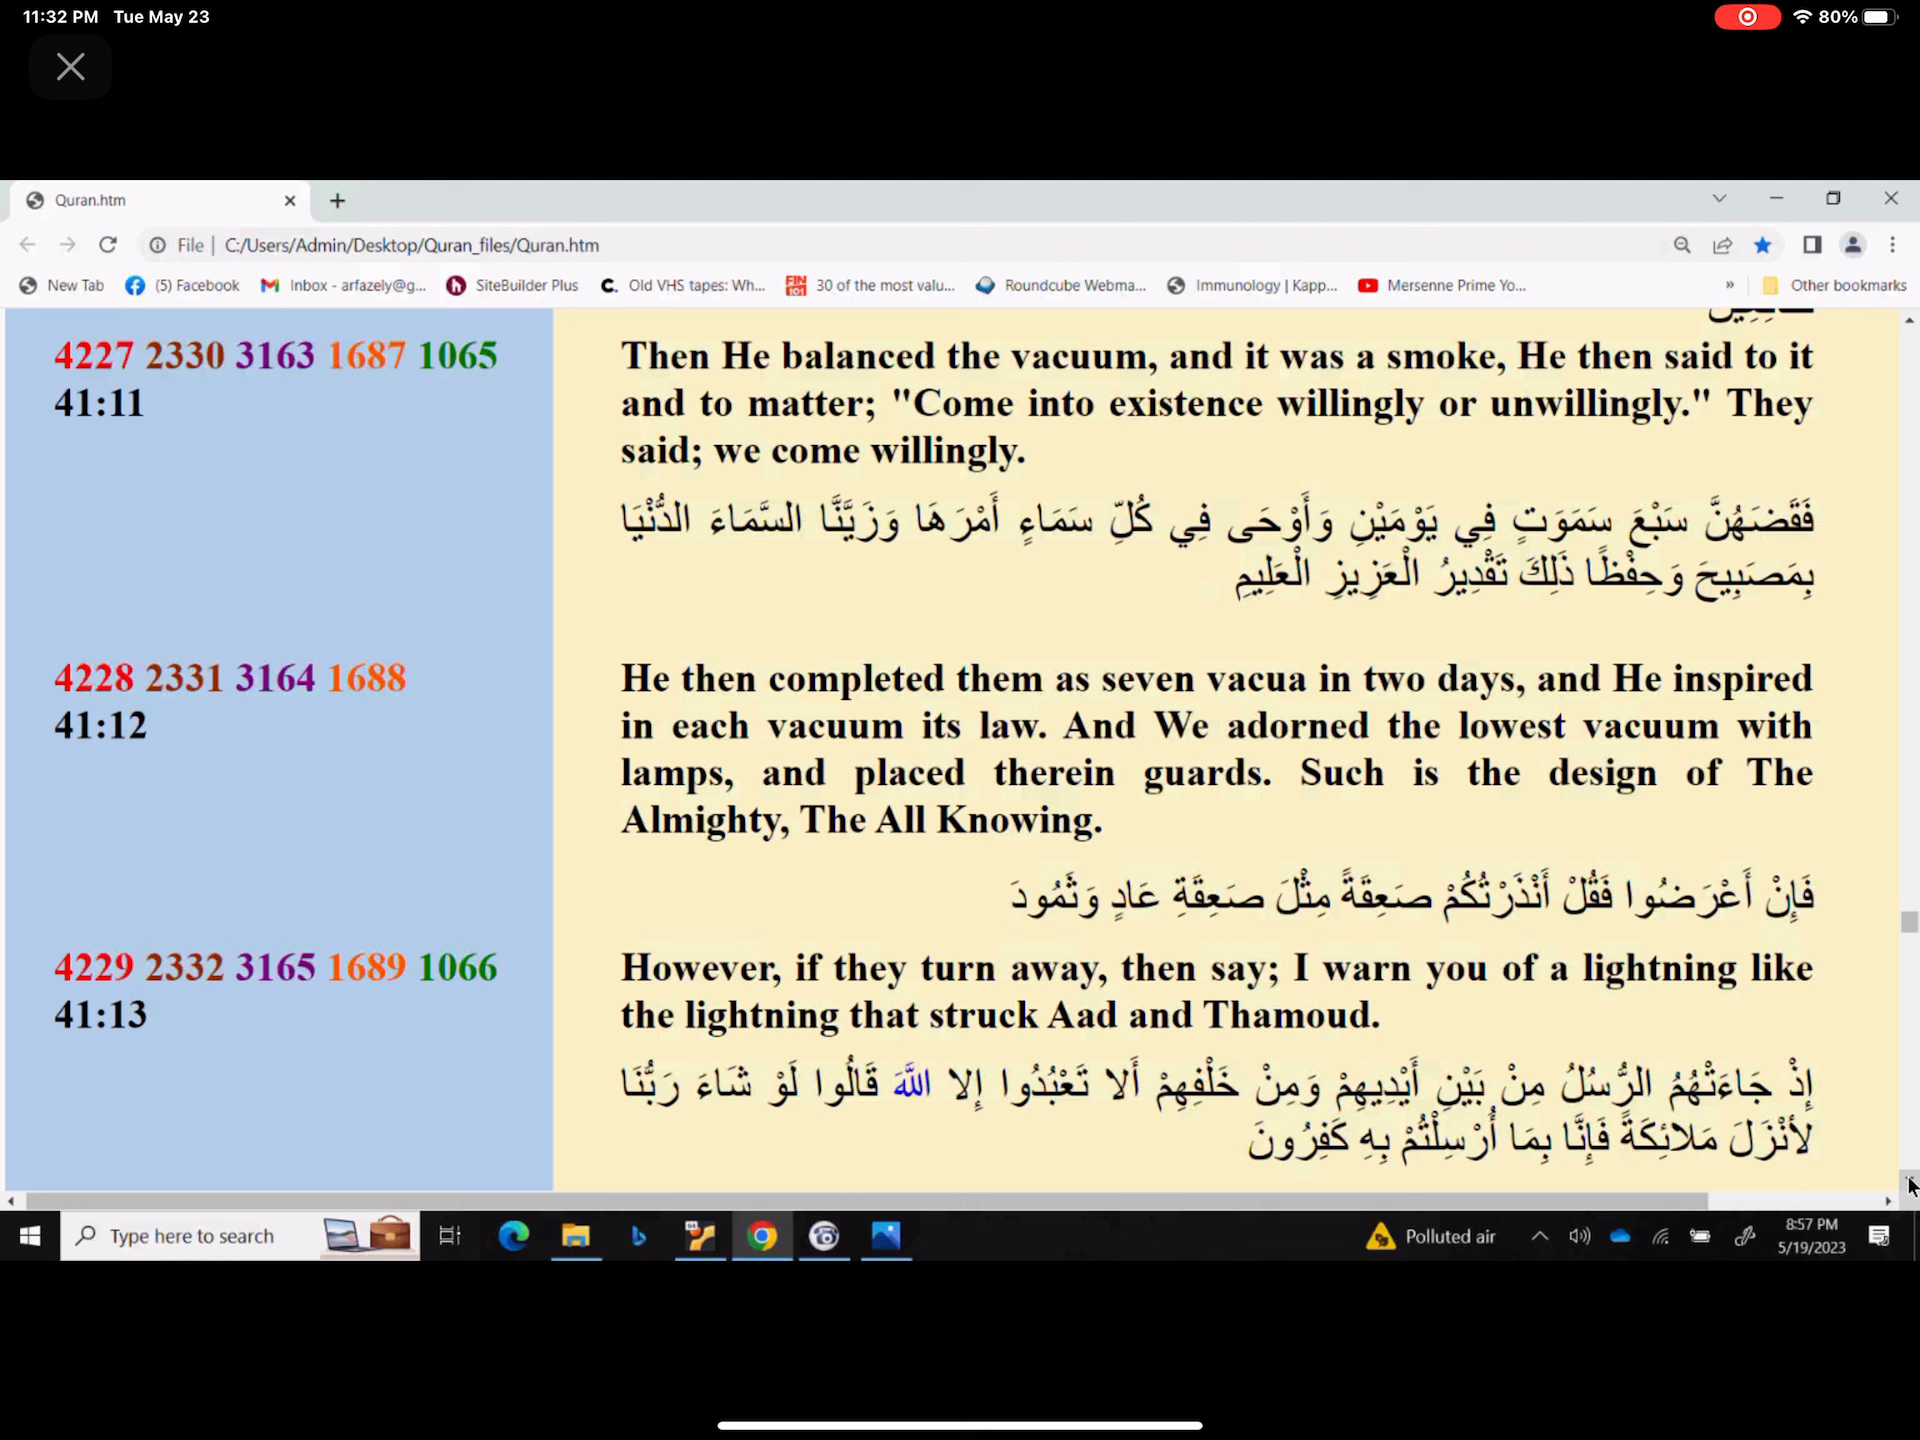 11:32 PM Tue May 23
80%
Quran.htm
File | C:/Users/Admin/Desktop/Quran_files/Quran.htm
New Tab (5) Facebook Inbox - arfazely@g... SiteBuilder Plus Old VHS tapes: Wh... FIN 101 30 of the most valu... Roundcube Webma... Immunology | Kapp... Mersenne Prime Yo... » Other bookmarks
4227 2330 3163 1687 1065
41:11
Then He balanced the vacuum, and it was a smoke, He then said to it
and to matter; "Come into existence willingly or unwillingly." They
said; we come willingly.
فَقَضَهُنَّ سَبْعَ سَمَوَتٍ فِي يَوْمَيْنِ وَأَوْحَى فِي كُلِّ سَمَاءٍ أَمْرَهَا وَزَيَّنَّا السَّمَاءَ الدُّنْيَا
بِمَصَبِيحَ وَحِفْظًا ذَلِكَ تَقْدِيرُ الْعَزِيزِ الْعَلِيمِ
4228 2331 3164 1688
41:12
He then completed them as seven vacua in two days, and He inspired
in each vacuum its law. And We adorned the lowest vacuum with
lamps, and placed therein guards. Such is the design of The
Almighty, The All Knowing.
فَإِنْ أَعْرَضُوا فَقُلْ أَنْذَرْتُكُمْ صَعِقَةً مِثْلَ صَعِقَةِ عَادٍ وَثَمُودَ
4229 2332 3165 1689 1066
41:13
However, if they turn away, then say; I warn you of a lightning like
the lightning that struck Aad and Thamoud.
إِذْ جَاءَتْهُمُ الرُّسُلُ مِنْ بَيْنِ أَيْدِيهِمْ وَمِنْ خَلْفِهِمْ أَلا تَعْبُدُوا إِلا اللَّهَ قَالُوا لَوْ شَاءَ رَبُّنَا
لأنْزَلَ مَلائِكَةً فَإِنَّا بِمَا أُرْسِلْتُمْ بِهِ كَفِرُونَ
Type here to search
Polluted air
8:57 PM
5/19/2023